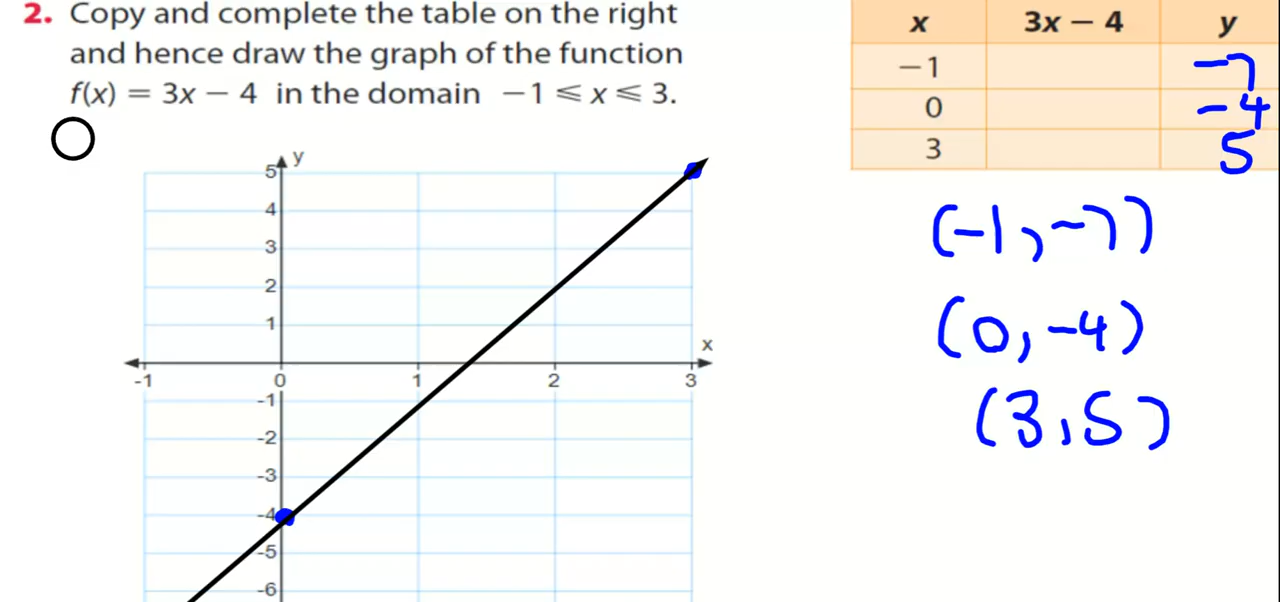 2. Copy and complete the table on the right
and hence draw the graph of the function
f(x) = 3x − 4 in the domain −1 ⩽ x ⩽ 3.
x 3x − 4 y
−1 −7
0 −4
3 5
(-1, -7)
(0, -4)
(3, 5)
y
5
4
3
2
1
x
-1 0 1 2 3
-1
-2
-3
-4
-5
-6